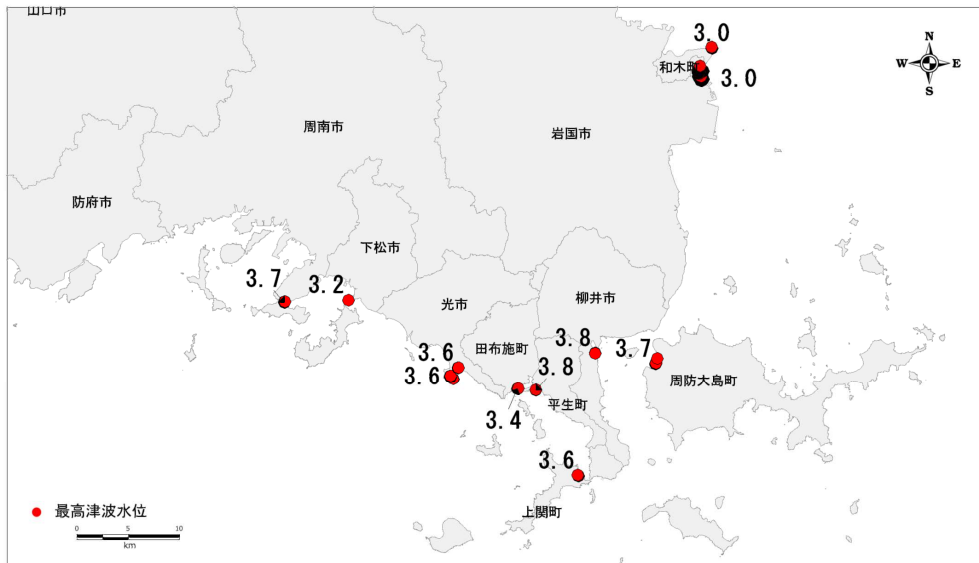 山口市
3.0
N
W E
S
和木町
3.0
周南市
岩国市
防府市
下松市
3.7
3.2
光市
柳井市
3.8
3.6
田布施町
3.7
3.6
3.8
周防大島町
平生町
3.4
3.6
上関町
最高津波水位
0 5 10
km